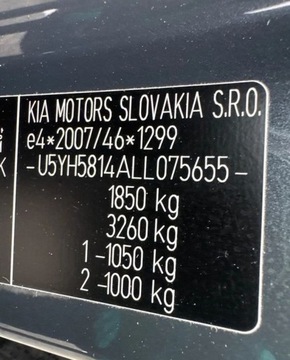 KIA MOTORS SLOVAKIA S.R.O.
e4*2007/46*1299
-U5YH5814ALL075655-
1850 kg
3260 kg
1-1050 kg
2-1000 kg